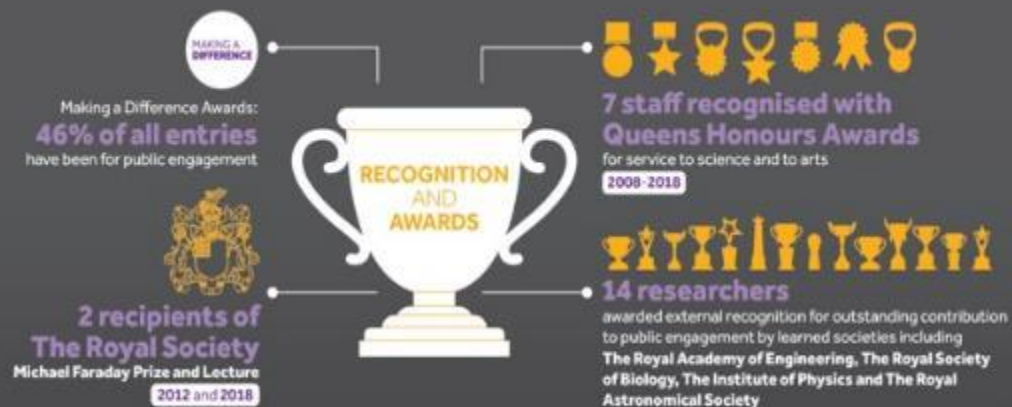 MAKING A
DIFFERENCE
Making a Difference Awards:
46% of all entries
have been for public engagement
2 recipients of
The Royal Society
Michael Faraday Prize and Lecture
2012 and 2018
RECOGNITION
AND
AWARDS
7 staff recognised with
Queens Honours Awards
for service to science and to arts
2008-2018
14 researchers
awarded external recognition for outstanding contribution
to public engagement by learned societies including
The Royal Academy of Engineering, The Royal Society
of Biology, The Institute of Physics and The Royal
Astronomical Society